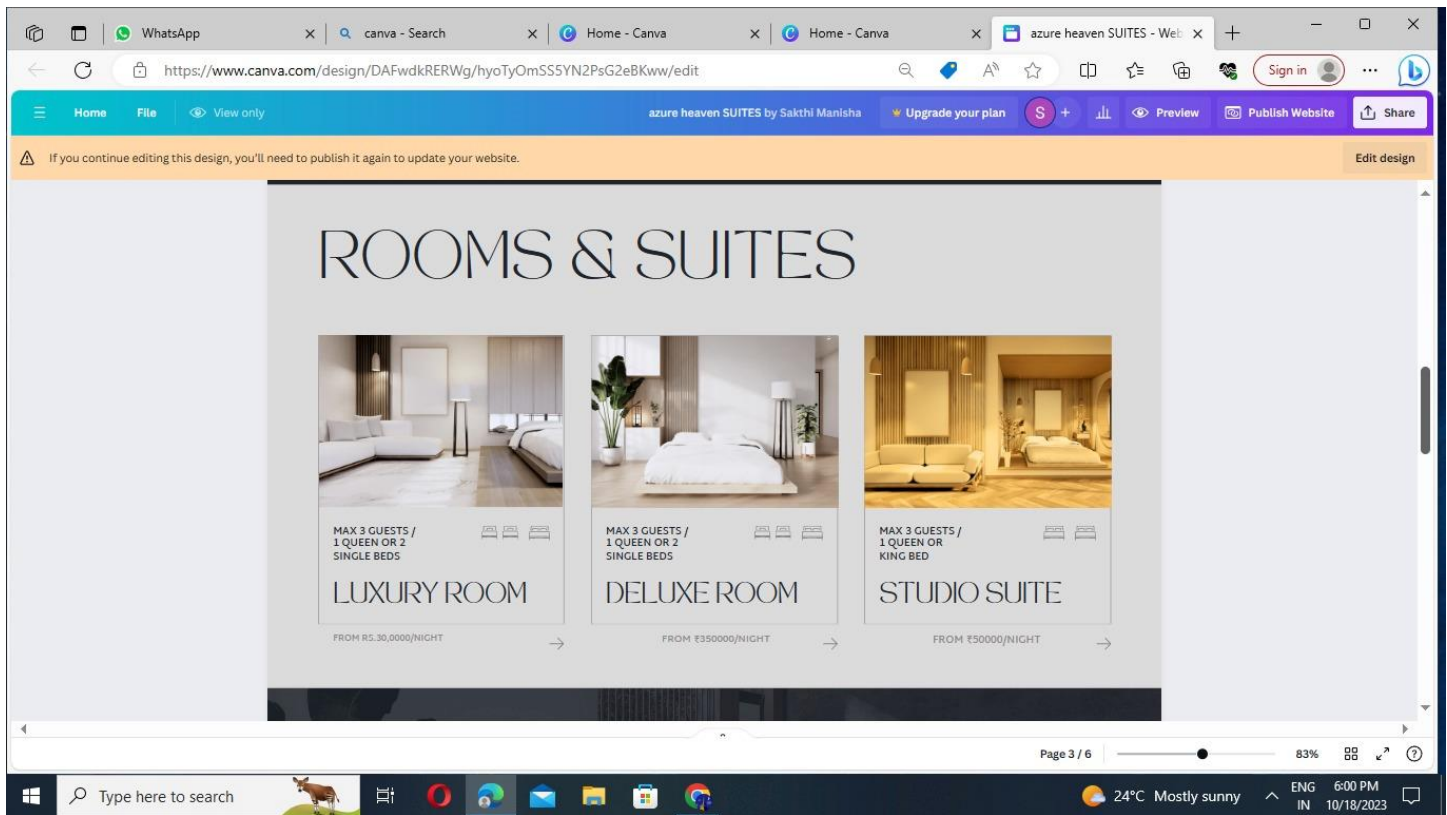 WhatsApp
canva - Search
Home - Canva
Home - Canva
azure heaven SUITES - Web
https://www.canva.com/design/DAFwdkRERWg/hyoTyOmSS5YN2PsG2eBKww/edit
Sign in
Home File View only azure heaven SUITES by Sakthi Manisha Upgrade your plan S + Preview Publish Website Share
If you continue editing this design, you'll need to publish it again to update your website. Edit design
ROOMS & SUITES
MAX 3 GUESTS /
1 QUEEN OR 2
SINGLE BEDS
LUXURY ROOM
FROM RS.30,0000/NIGHT
MAX 3 GUESTS /
1 QUEEN OR 2
SINGLE BEDS
DELUXE ROOM
FROM ₹350000/NIGHT
MAX 3 GUESTS /
1 QUEEN OR
KING BED
STUDIO SUITE
FROM ₹50000/NIGHT
Page 3 / 6 83%
Type here to search
24°C Mostly sunny
ENG
IN
6:00 PM
10/18/2023